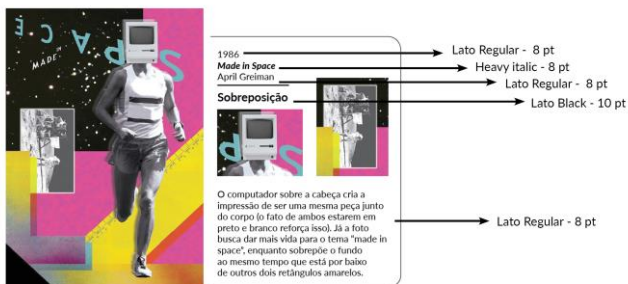 SPACE
MADE IN
1986
Made in Space
April Greiman
Sobreposição
O computador sobre a cabeça cria a
impressão de ser uma mesma peça junto
do corpo (o fato de ambos estarem em
preto e branco reforça isso). Já a foto
busca dar mais vida para o tema "made in
space", enquanto sobrepõe o fundo
ao mesmo tempo que está por baixo
de outros dois retângulos amarelos.
Lato Regular - 8 pt
Heavy italic - 8 pt
Lato Regular - 8 pt
Lato Black - 10 pt
Lato Regular - 8 pt